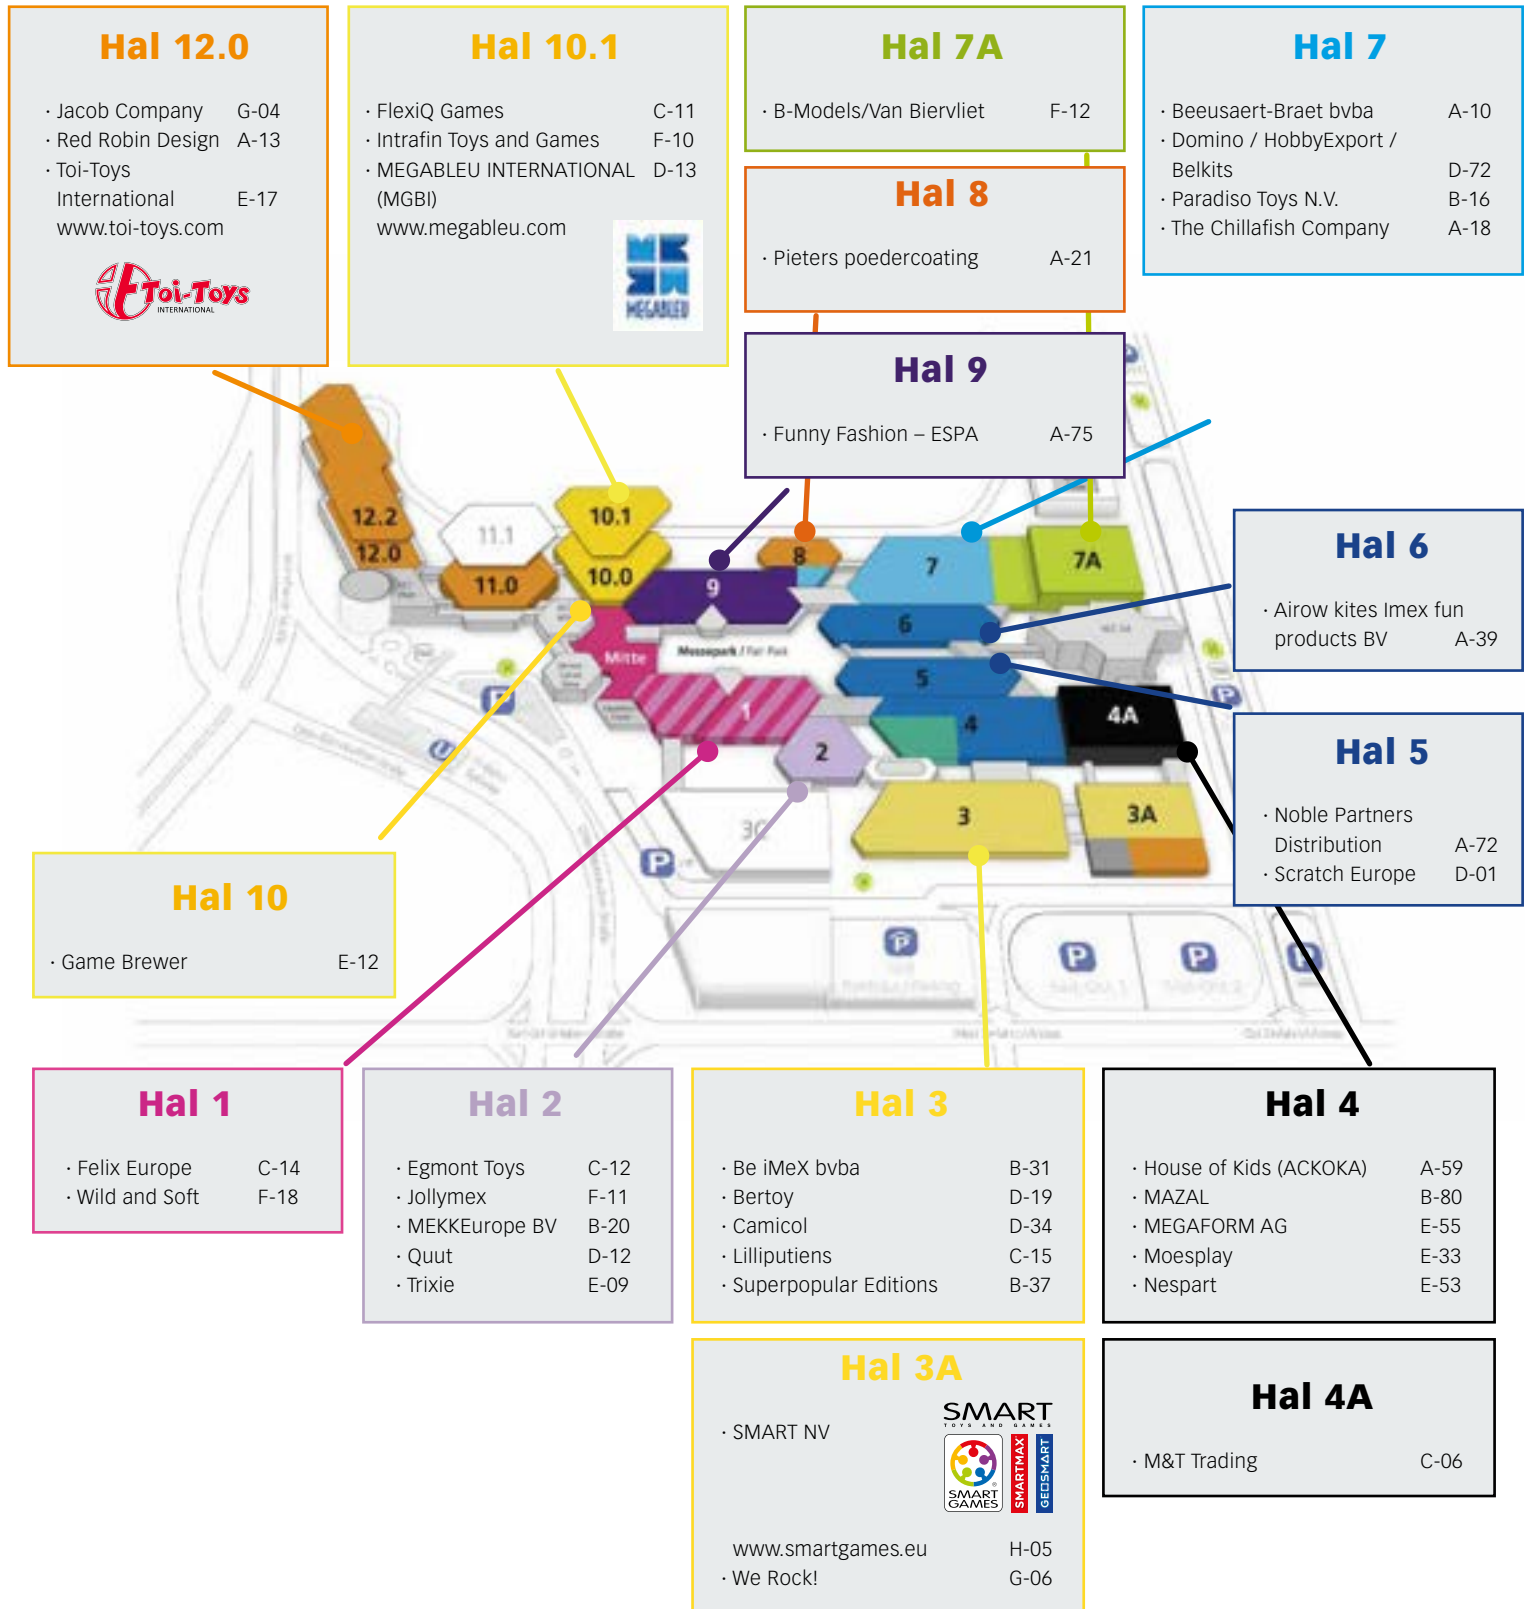 Hal 12.0
· Jacob Company G-04
· Red Robin Design A-13
· Toi-Toys
International E-17
www.toi-toys.com
Toi-Toys
INTERNATIONAL
Hal 10.1
· FlexiQ Games C-11
· Intrafin Toys and Games F-10
· MEGABLEU INTERNATIONAL D-13
(MGBI)
www.megableu.com
MEGABLEU
Hal 7A
· B-Models/Van Biervliet F-12
Hal 8
· Pieters poedercoating A-21
Hal 9
· Funny Fashion – ESPA A-75
Hal 7
· Beeusaert-Braet bvba A-10
· Domino / HobbyExport /
Belkits D-72
· Paradiso Toys N.V. B-16
· The Chillafish Company A-18
12.2
12.0
11.1
11.0
10.1
10.0
9
8
7
7A
6
5
4
4A
Mitte
Messepark / Fair Park
1
2
3
3A
3C
P
P
P
P
P
P
P
Hal 6
· Airow kites Imex fun
products BV A-39
Hal 5
· Noble Partners
Distribution A-72
· Scratch Europe D-01
Hal 10
· Game Brewer E-12
Hal 1
· Felix Europe C-14
· Wild and Soft F-18
Hal 2
· Egmont Toys C-12
· Jollymex F-11
· MEKKEurope BV B-20
· Quut D-12
· Trixie E-09
Hal 3
· Be iMeX bvba B-31
· Bertoy D-19
· Camicol D-34
· Lilliputiens C-15
· Superpopular Editions B-37
Hal 4
· House of Kids (ACKOKA) A-59
· MAZAL B-80
· MEGAFORM AG E-55
· Moesplay E-33
· Nespart E-53
Hal 3A
· SMART NV
SMART
TOYS AND GAMES
SMART
GAMES
SMARTMAX
GEOSMART
www.smartgames.eu H-05
· We Rock! G-06
Hal 4A
· M&T Trading C-06